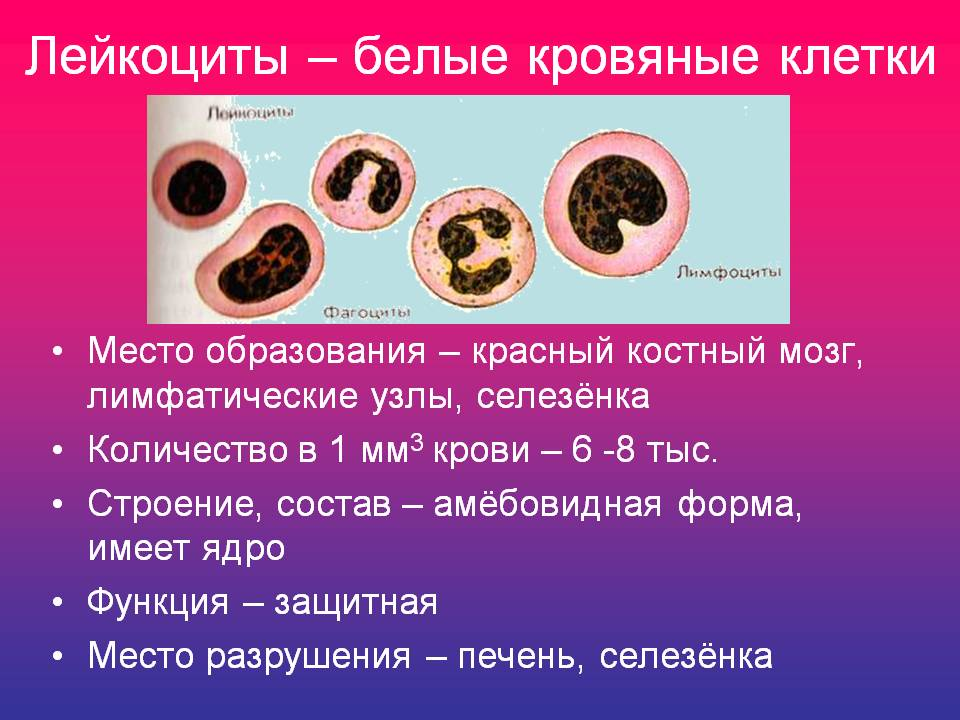 Лейкоциты – белые кровяные клетки
Лейкоциты
Лимфоциты
Фагоциты
• Место образования – красный костный мозг,
лимфатические узлы, селезёнка
• Количество в 1 мм³ крови – 6 -8 тыс.
• Строение, состав – амёбовидная форма,
имеет ядро
• Функция – защитная
• Место разрушения – печень, селезёнка